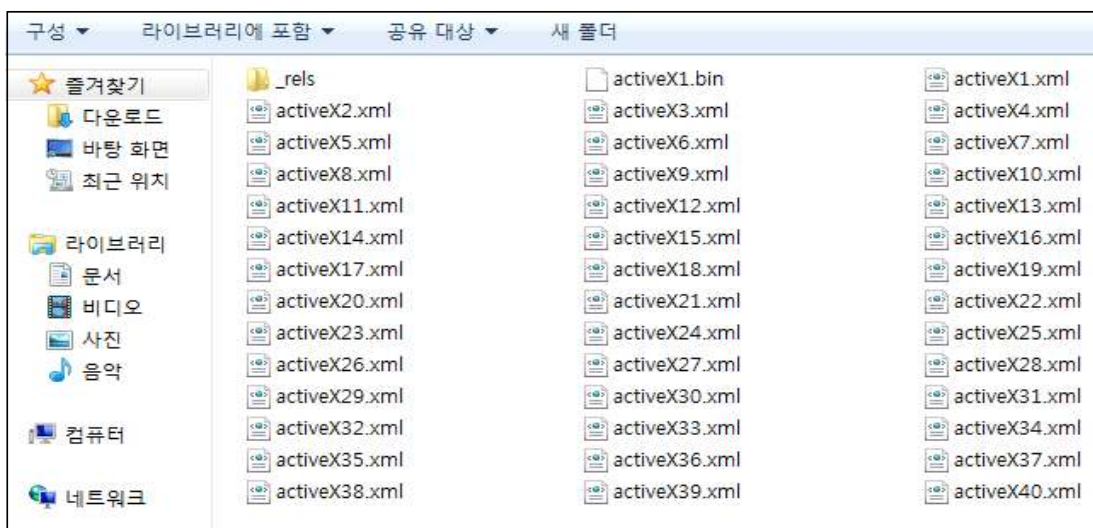 구성 라이브러리에 포함 공유 대상 새 폴더
즐겨찾기
다운로드
바탕 화면
최근 위치
라이브러리
문서
비디오
사진
음악
컴퓨터
네트워크
_rels activeX1.bin activeX1.xml
activeX2.xml activeX3.xml activeX4.xml
activeX5.xml activeX6.xml activeX7.xml
activeX8.xml activeX9.xml activeX10.xml
activeX11.xml activeX12.xml activeX13.xml
activeX14.xml activeX15.xml activeX16.xml
activeX17.xml activeX18.xml activeX19.xml
activeX20.xml activeX21.xml activeX22.xml
activeX23.xml activeX24.xml activeX25.xml
activeX26.xml activeX27.xml activeX28.xml
activeX29.xml activeX30.xml activeX31.xml
activeX32.xml activeX33.xml activeX34.xml
activeX35.xml activeX36.xml activeX37.xml
activeX38.xml activeX39.xml activeX40.xml